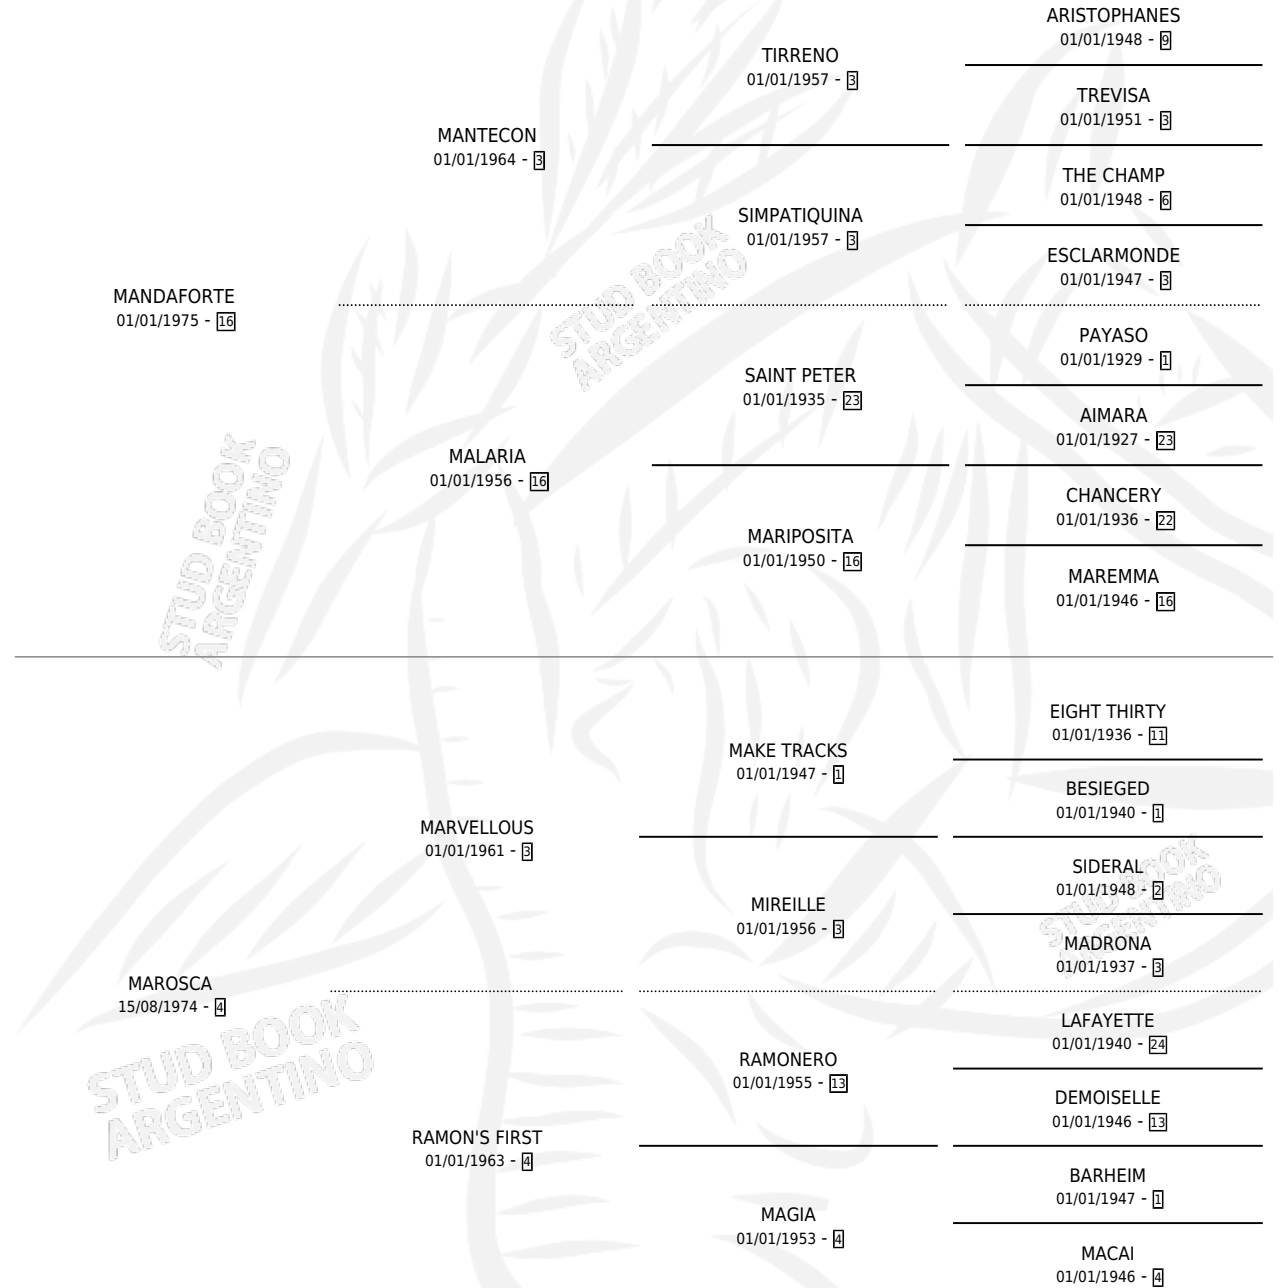 ARISTOPHANES
01/01/1948 - 9
TIRRENO
01/01/1957 - 3
TREVISA
01/01/1951 - 3
MANTECON
01/01/1964 - 3
THE CHAMP
01/01/1948 - 6
SIMPATIQUINA
01/01/1957 - 3
ESCLARMONDE
01/01/1947 - 3
MANDAFORTE
01/01/1975 - 16
STUD BOOK
ARGENTINO
PAYASO
01/01/1929 - 1
SAINT PETER
01/01/1935 - 23
AIMARA
01/01/1927 - 23
MALARIA
01/01/1956 - 16
CHANCERY
01/01/1936 - 22
MARIPOSITA
01/01/1950 - 16
MAREMMA
01/01/1946 - 16
STUD BOOK
ARGENTINO
EIGHT THIRTY
01/01/1936 - 11
MAKE TRACKS
01/01/1947 - 1
BESIEGED
01/01/1940 - 1
MARVELLOUS
01/01/1961 - 3
SIDERAL
01/01/1948 - 2
MIREILLE
01/01/1956 - 3
STUD BOOK
ARGENTINO
MADRONA
01/01/1937 - 3
MAROSCA
15/08/1974 - 4
LAFAYETTE
01/01/1940 - 24
RAMONERO
01/01/1955 - 13
STUD BOOK
ARGENTINO
DEMOISELLE
01/01/1946 - 13
RAMON'S FIRST
01/01/1963 - 4
BARHEIM
01/01/1947 - 1
MAGIA
01/01/1953 - 4
MACAI
01/01/1946 - 4